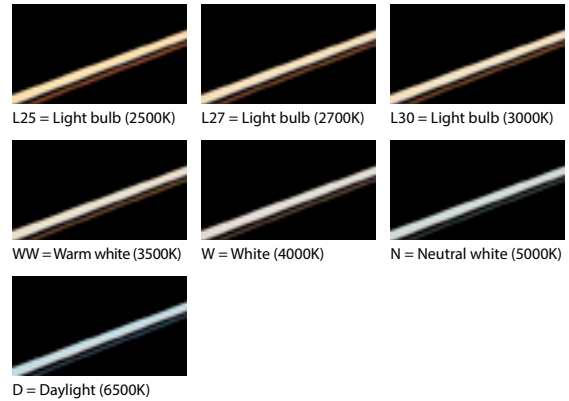 L25 = Light bulb (2500K)
L27 = Light bulb (2700K)
L30 = Light bulb (3000K)
WW = Warm white (3500K)
W = White (4000K)
N = Neutral white (5000K)
D = Daylight (6500K)